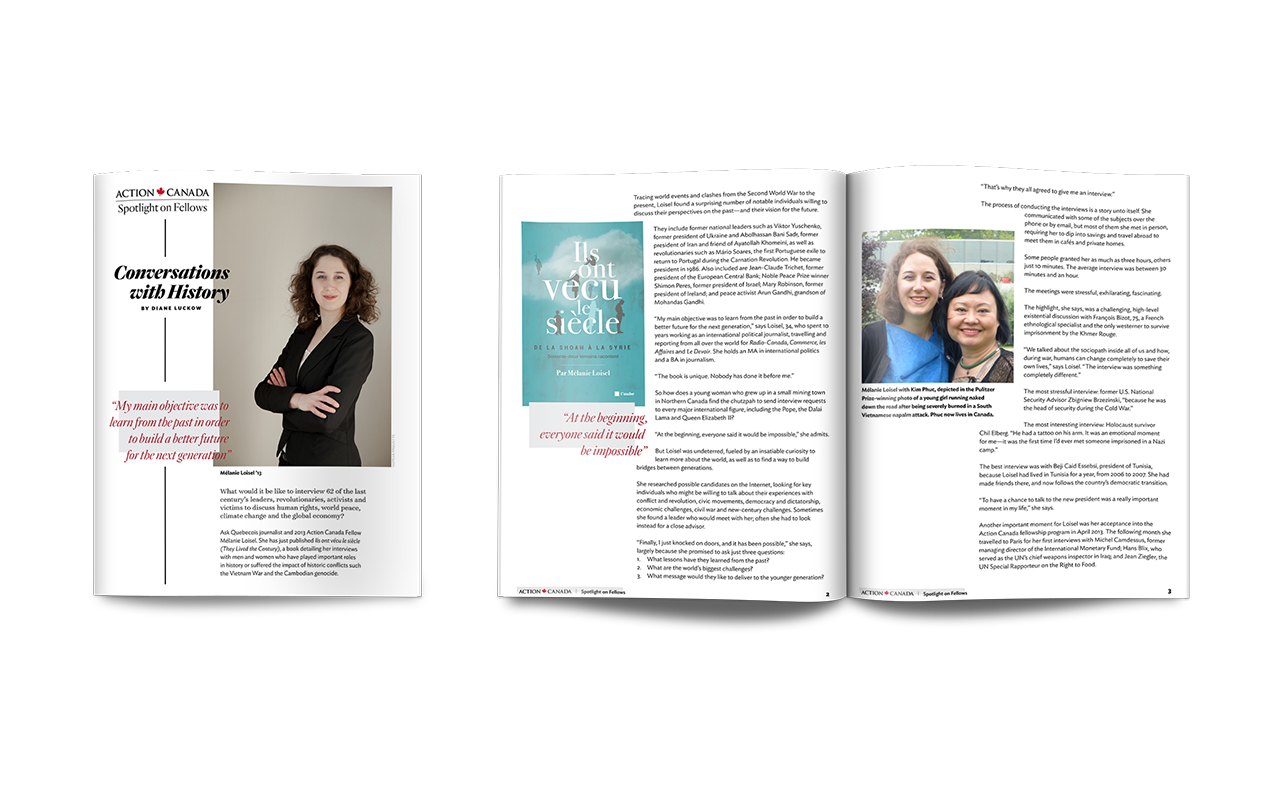 ACTION CANADA
Spotlight on Fellows
Conversations
with History
BY DIANE LUCKOW
“My main objective was to
learn from the past in order
to build a better future
for the next generation”
Mélanie Loisel ’13
What would it be like to interview 62 of the last
century’s leaders, revolutionaries, activists and
victims to discuss human rights, world peace,
climate change and the global economy?
Ask Quebecois journalist and 2013 Action Canada Fellow
Mélanie Loisel. She has just published Ils ont vécu le siècle
(They Lived the Century), a book detailing her interviews
with men and women who have played important roles
in history or suffered the impact of historic conflicts such
the Vietnam War and the Cambodian genocide.
Tracing world events and clashes from the Second World War to the
present, Loisel found a surprising number of notable individuals willing to
discuss their perspectives on the past—and their vision for the future.
Ils
ont
vécu
le
siècle
DE LA SHOAH À LA SYRIE
Par Mélanie Loisel
l’aube
“At the beginning,
everyone said it would
be impossible”
They include former national leaders such as Viktor Yuschenko,
former president of Ukraine and Abolhassan Bani Sadr, former
president of Iran and friend of Ayatollah Khomeini, as well as
revolutionaries such as Mário Soares, the first Portuguese exile to
return to Portugal during the Carnation Revolution. He became
president in 1986. Also included are Jean-Claude Trichet, former
president of the European Central Bank; Noble Peace Prize winner
Shimon Peres, former president of Israel; Mary Robinson, former
president of Ireland; and peace activist Arun Gandhi, grandson of
Mohandas Gandhi.
“My main objective was to learn from the past in order to build a
better future for the next generation,” says Loisel, 34, who spent 10
years working as an international political journalist, travelling and
reporting from all over the world for Radio-Canada, Commerce, les
Affaires and Le Devoir. She holds an MA in international politics
and a BA in journalism.
“The book is unique. Nobody has done it before me.”
So how does a young woman who grew up in a small mining town
in Northern Canada find the chutzpah to send interview requests
to every major international figure, including the Pope, the Dalai
Lama and Queen Elizabeth II?
“At the beginning, everyone said it would be impossible,” she admits.
But Loisel was undeterred, fueled by an insatiable curiosity to
learn more about the world, as well as to find a way to build
bridges between generations.
She researched possible candidates on the Internet, looking for key
individuals who might be willing to talk about their experiences with
conflict and revolution, civic movements, democracy and dictatorship,
economic challenges, civil war and new-century challenges. Sometimes
she found a leader who would meet with her; often she had to look
instead for a close advisor.
“Finally, I just knocked on doors, and it has been possible,” she says,
largely because she promised to ask just three questions:
1. What lessons have they learned from the past?
2. What are the world’s biggest challenges?
3. What message would they like to deliver to the younger generation?
ACTION CANADA | Spotlight on Fellows
2
“That’s why they all agreed to give me an interview.”
The process of conducting the interviews is a story unto itself. She
communicated with some of the subjects over the
phone or by email, but most of them she met in person,
requiring her to dip into savings and travel abroad to
meet them in cafés and private homes.
Some people granted her as much as three hours, others
just 10 minutes. The average interview was between 30
minutes and an hour.
The meetings were stressful, exhilarating, fascinating.
The highlight, she says, was a challenging, high-level
existential discussion with François Bizot, 75, a French
ethnological specialist and the only westerner to survive
imprisonment by the Khmer Rouge.
“We talked about the sociopath inside all of us and how,
during war, humans can change completely to save their
own lives,” says Loisel. “The interview was something
completely different.”
Mélanie Loisel with Kim Phuc, depicted in the Pulitzer
Prize-winning photo of a young girl running naked
down the road after being severely burned in a South
Vietnamese napalm attack. Phuc now lives in Canada.
The most stressful interview: former U.S. National
Security Advisor Zbigniew Brzezinski, “because he was
the head of security during the Cold War.”
The most interesting interview: Holocaust survivor
Chil Elberg. “He had a tattoo on his arm. It was an emotional moment
for me—it was the first time I’d ever met someone imprisoned in a Nazi
camp.”
The best interview was with Beji Caid Essebsi, president of Tunisia,
because Loisel had lived in Tunisia for a year, from 2006 to 2007. She had
made friends there, and now follows the country’s democratic transition.
“To have a chance to talk to the new president was a really important
moment in my life,” she says.
Another important moment for Loisel was her acceptance into the
Action Canada fellowship program in April 2013. The following month she
travelled to Paris for her first interviews with Michel Camdessus, former
managing director of the International Monetary Fund; Hans Blix, who
served as the UN’s chief weapons inspector in Iraq; and Jean Ziegler, the
UN Special Rapporteur on the Right to Food.
ACTION CANADA | Spotlight on Fellows
3